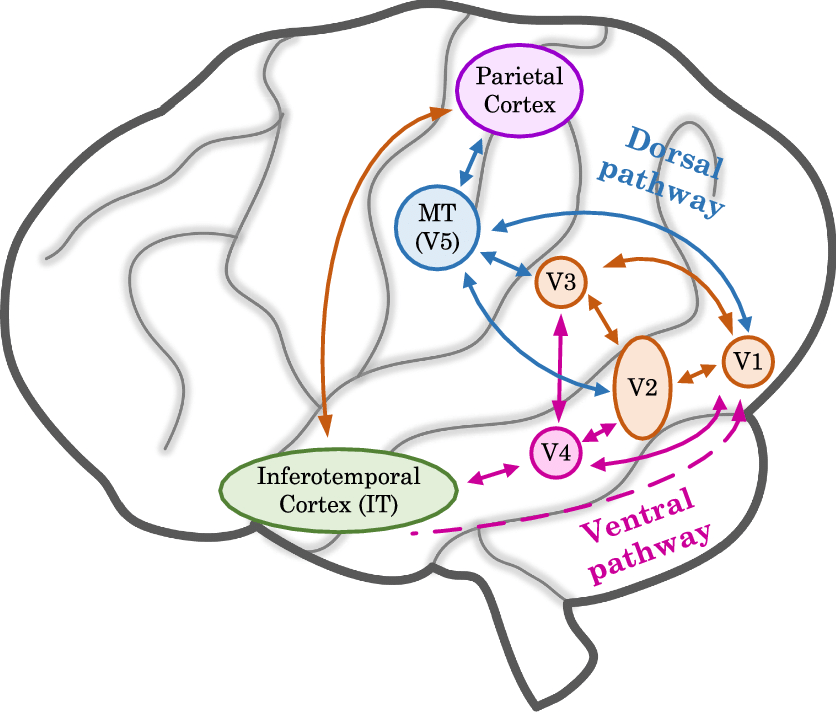 Parietal
Cortex
Dorsal
pathway
MT
(V5)
V3
V1
V2
V4
Inferotemporal
Cortex (IT)
Ventral
pathway